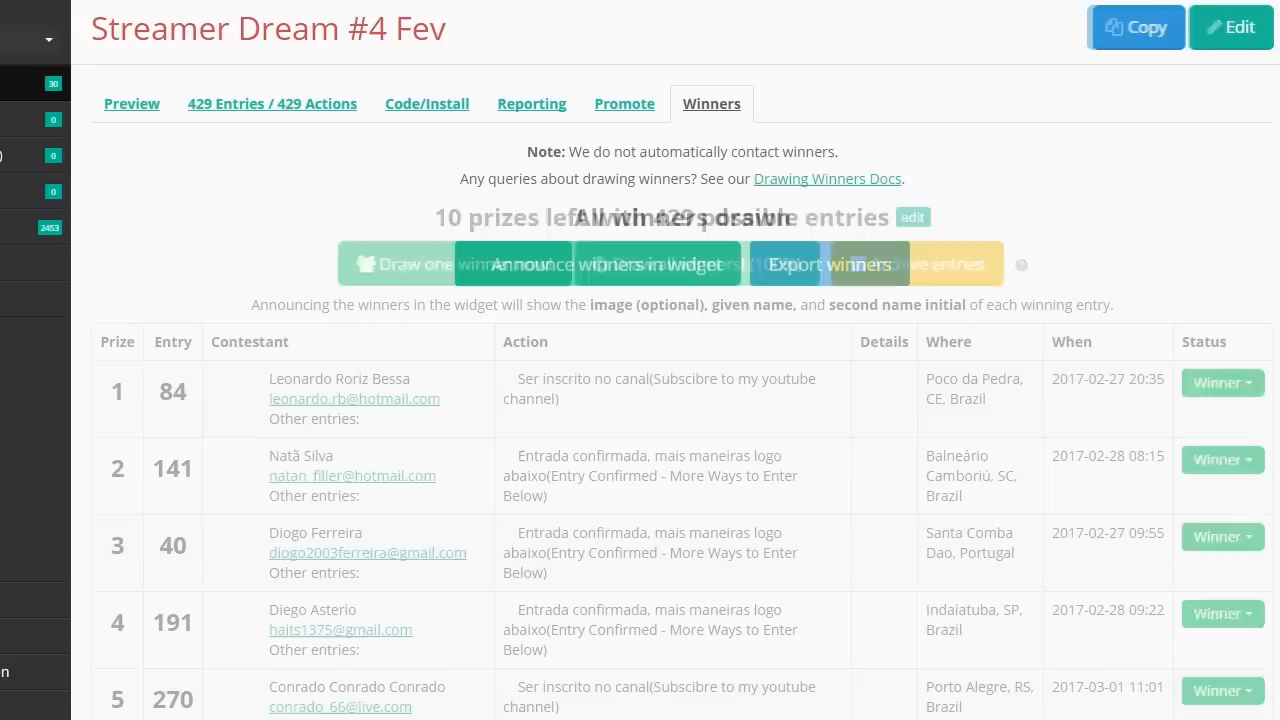 Streamer Dream #4 Fev
Copy
Edit
30
0
0
0
2453
Preview
429 Entries / 429 Actions
Code/Install
Reporting
Promote
Winners
Note: We do not automatically contact winners.
Any queries about drawing winners? See our Drawing Winners Docs.
10 prizes left with 429 possible entries edit
All winners drawn
Draw one winner
Announce winners in widget
Export winners
Archive entries
Announcing the winners in the widget will show the image (optional), given name, and second name initial of each winning entry.
Prize Entry Contestant Action Details Where When Status
1 84 Leonardo Roriz Bessa Ser inscrito no canal(Subscibre to my youtube Poco da Pedra, 2017-02-27 20:35 Winner
leonardo.rb@hotmail.com channel) CE, Brazil
Other entries:
2 141 Natã Silva Entrada confirmada, mais maneiras logo Balneário 2017-02-28 08:15 Winner
natan_filler@hotmail.com abaixo(Entry Confirmed - More Ways to Enter Camboriú, SC,
Other entries: Below) Brazil
3 40 Diogo Ferreira Entrada confirmada, mais maneiras logo Santa Comba 2017-02-27 09:55 Winner
diogo2003ferreira@gmail.com abaixo(Entry Confirmed - More Ways to Enter Dao, Portugal
Other entries: Below)
4 191 Diego Asterio Entrada confirmada, mais maneiras logo Indaiatuba, SP, 2017-02-28 09:22 Winner
haits1375@gmail.com abaixo(Entry Confirmed - More Ways to Enter Brazil
Other entries: Below)
5 270 Conrado Conrado Conrado Ser inscrito no canal(Subscibre to my youtube Porto Alegre, RS, 2017-03-01 11:01 Winner
conrado_66@live.com channel) Brazil